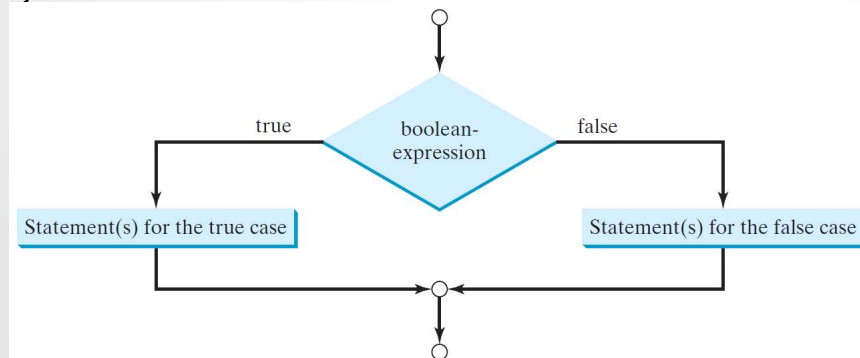 true
boolean-
expression
false
Statement(s) for the true case
Statement(s) for the false case